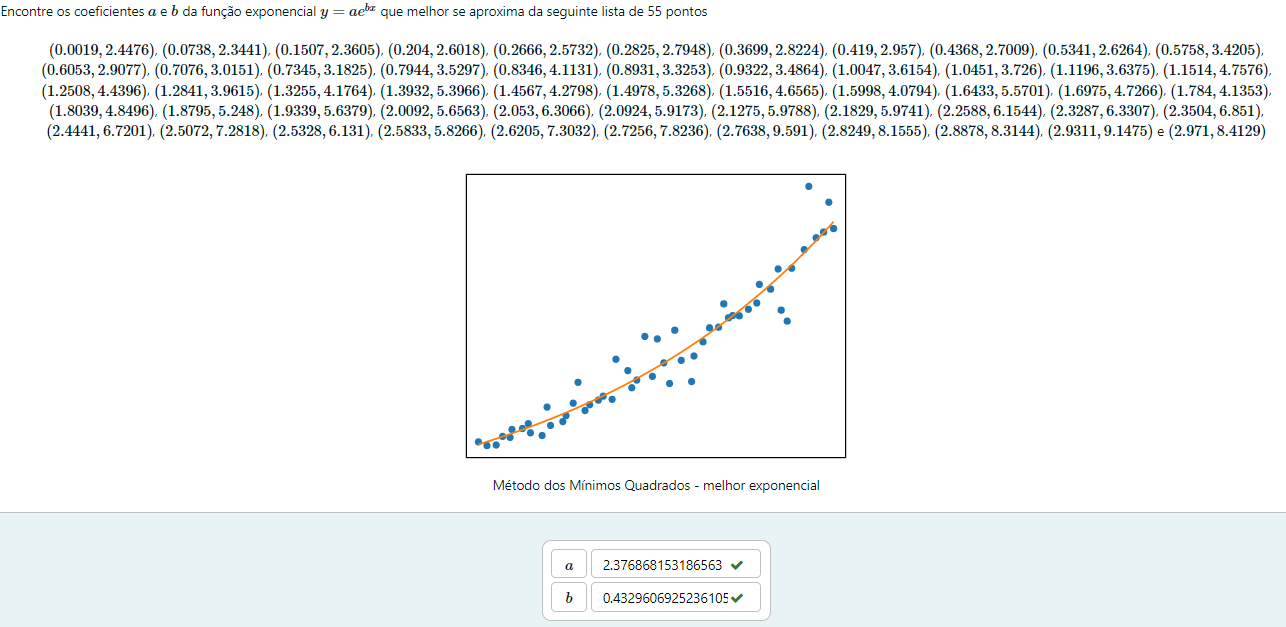 Encontre os coeficientes a e b da função exponencial y = ae^{bx} que melhor se aproxima da seguinte lista de 55 pontos
(0.0019, 2.4476), (0.0738, 2.3441), (0.1507, 2.3605), (0.204, 2.6018), (0.2666, 2.5732), (0.2825, 2.7948), (0.3699, 2.8224), (0.419, 2.957), (0.4368, 2.7009), (0.5341, 2.6264), (0.5758, 3.4205),
(0.6053, 2.9077), (0.7076, 3.0151), (0.7345, 3.1825), (0.7944, 3.5297), (0.8346, 4.1131), (0.8931, 3.3253), (0.9322, 3.4864), (1.0047, 3.6154), (1.0451, 3.726), (1.1196, 3.6375), (1.1514, 4.7576),
(1.2508, 4.4396), (1.2841, 3.9615), (1.3255, 4.1764), (1.3932, 5.3966), (1.4567, 4.2798), (1.4978, 5.3268), (1.5516, 4.6565), (1.5998, 4.0794), (1.6433, 5.5701), (1.6975, 4.7266), (1.784, 4.1353),
(1.8039, 4.8496), (1.8795, 5.248), (1.9339, 5.6379), (2.0092, 5.6563), (2.053, 6.3066), (2.0924, 5.9173), (2.1275, 5.9788), (2.1829, 5.9741), (2.2588, 6.1544), (2.3287, 6.3307), (2.3504, 6.851),
(2.4441, 6.7201), (2.5072, 7.2818), (2.5328, 6.131), (2.5833, 5.8266), (2.6205, 7.3032), (2.7256, 7.8236), (2.7638, 9.591), (2.8249, 8.1555), (2.8878, 8.3144), (2.9311, 9.1475) e (2.971, 8.4129)
Método dos Mínimos Quadrados - melhor exponencial
a 2.376868153186563
b 0.4329606925236105